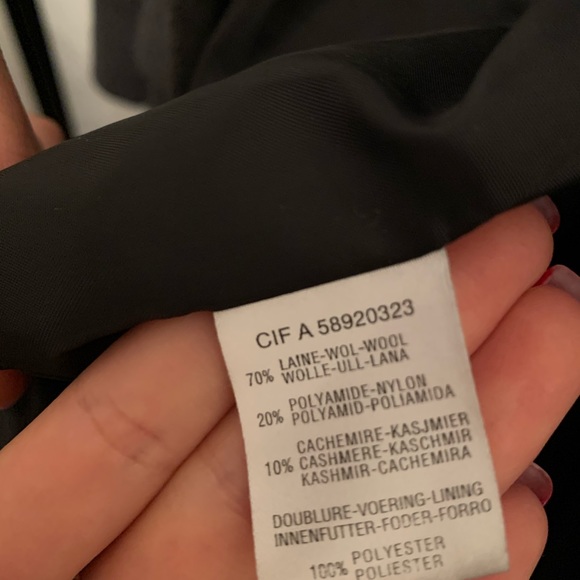 CIF A 58920323
70% LAINE-WOL-WOOL
WOLLE-ULL-LANA
20% POLYAMIDE-NYLON
POLYAMID-POLIAMIDA
CACHEMIRE-KASJMIER
10% CASHMERE-KASCHMIR
KASHMIR-CACHEMIRA
DOUBLURE-VOERING-LINING
INNENFUTTER-FODER-FORRO
100% POLYESTER
POLIESTER